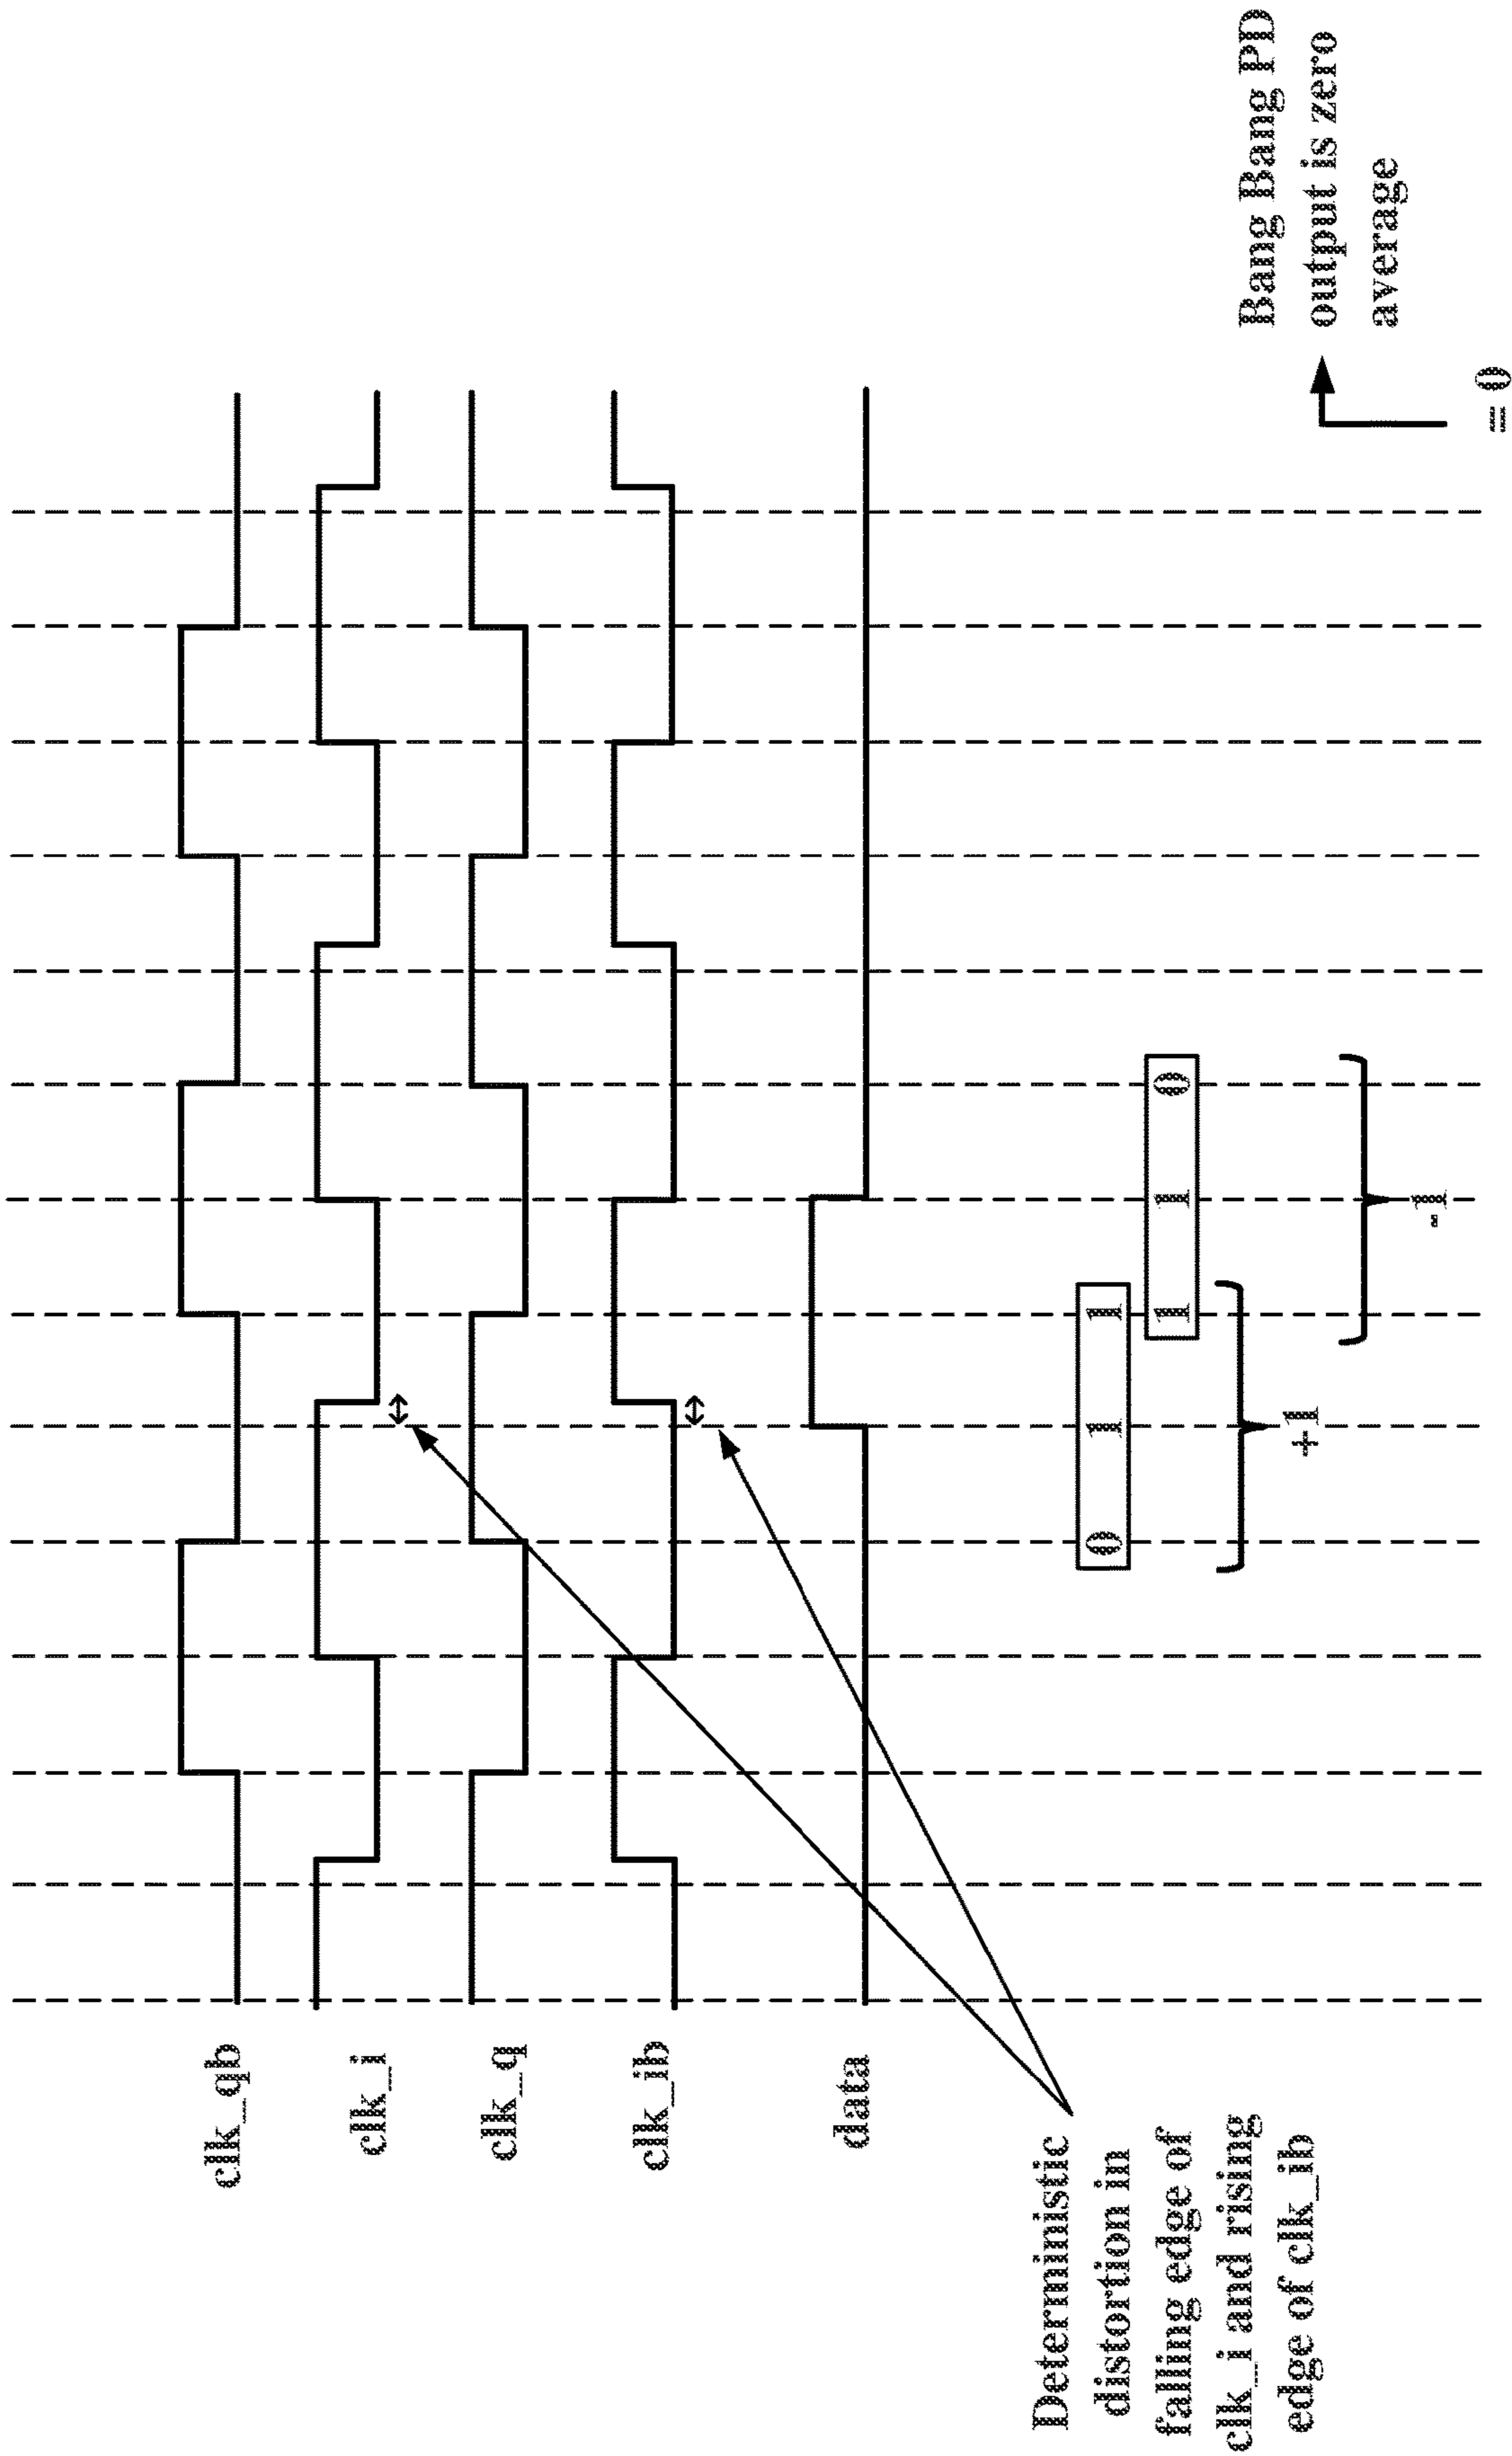 clk_qb
clk_i
clk_q
clk_ib
data
Deterministic
distortion in
falling edge of
clk_i and rising
edge of clk_ib
0 1 1
1 1 0
+1
-1
= 0
Bang Bang PD
output is zero
average